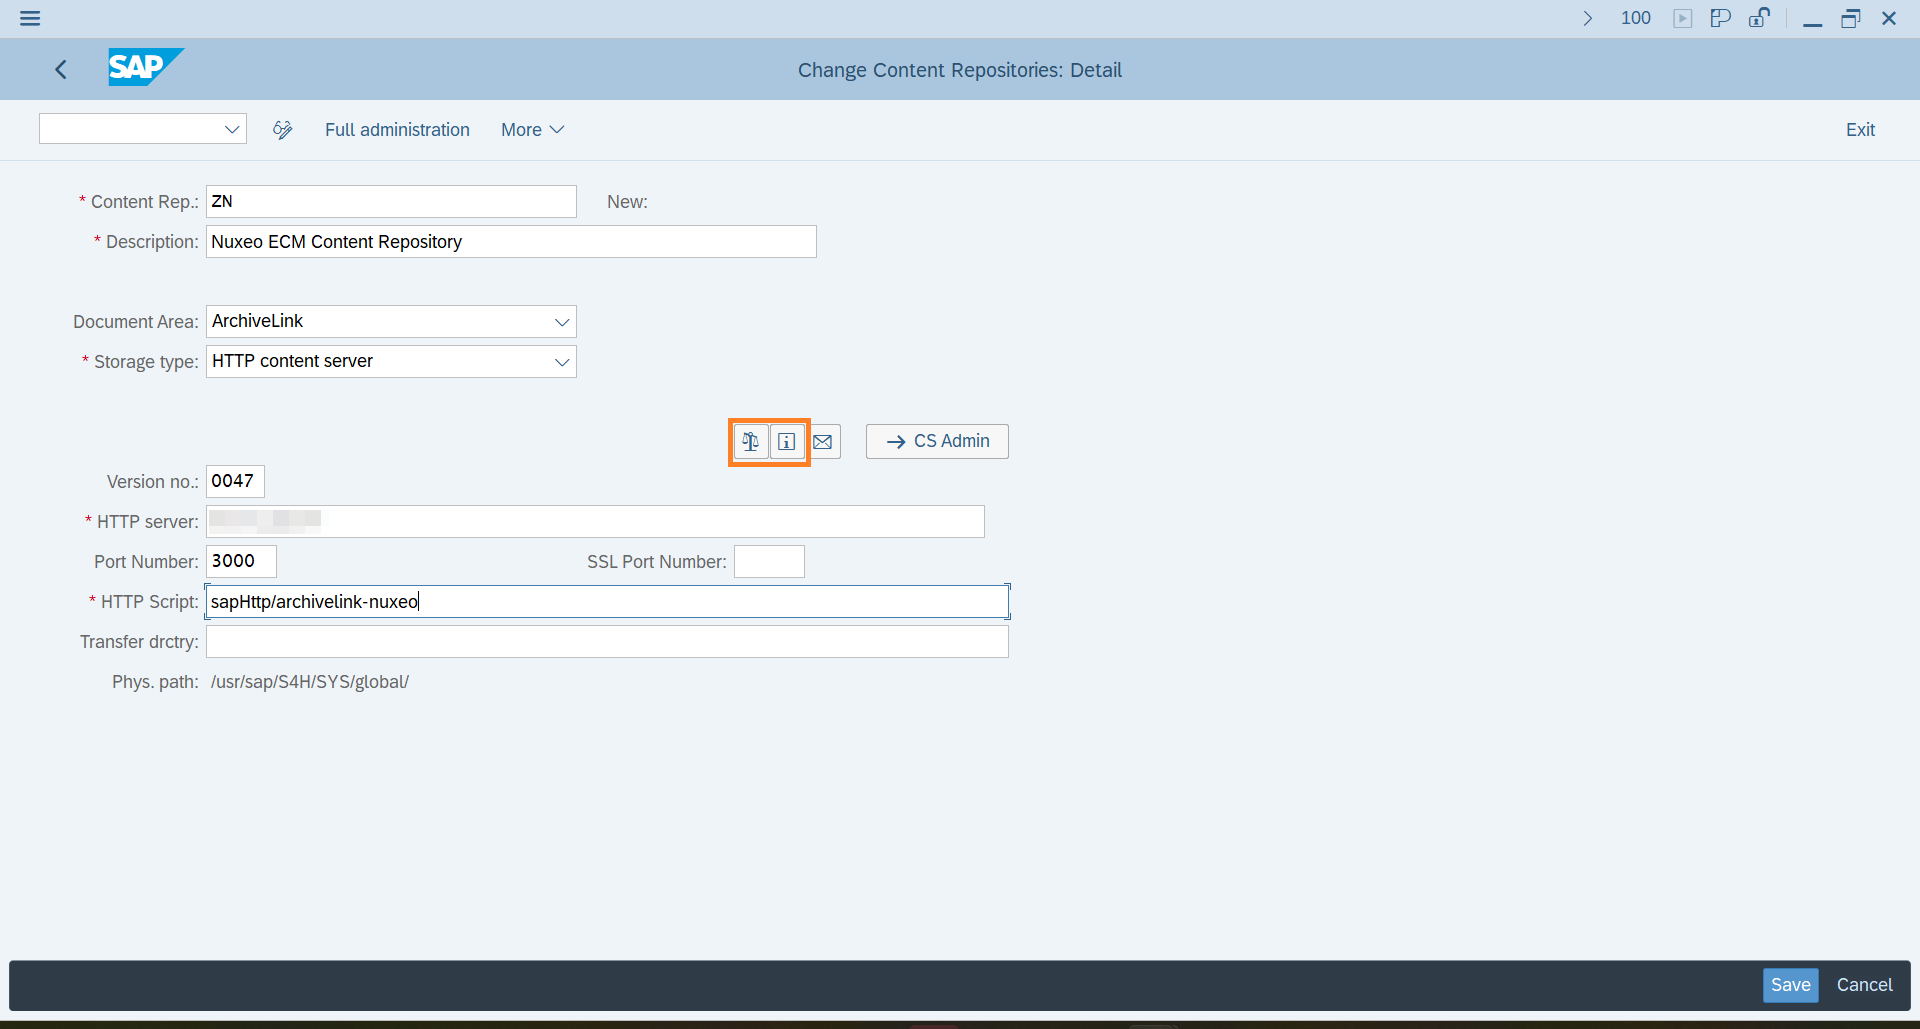 100
SAP
Change Content Repositories: Detail
Full administration More Exit
* Content Rep.: ZN New:
* Description: Nuxeo ECM Content Repository
Document Area: ArchiveLink
* Storage type: HTTP content server
CS Admin
Version no.: 0047
* HTTP server:
Port Number: 3000 SSL Port Number:
* HTTP Script: sapHttp/archivelink-nuxeo
Transfer drctry:
Phys. path: /usr/sap/S4H/SYS/global/
Save Cancel